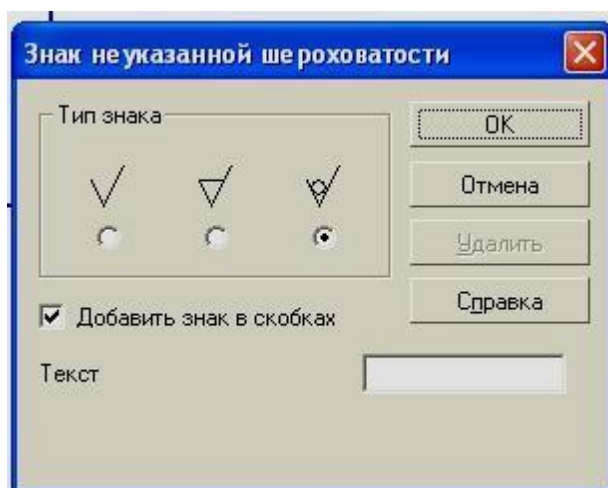 Знак неуказанной шероховатости
Тип знака
OK
Отмена
Удалить
Справка
Добавить знак в скобках
Текст